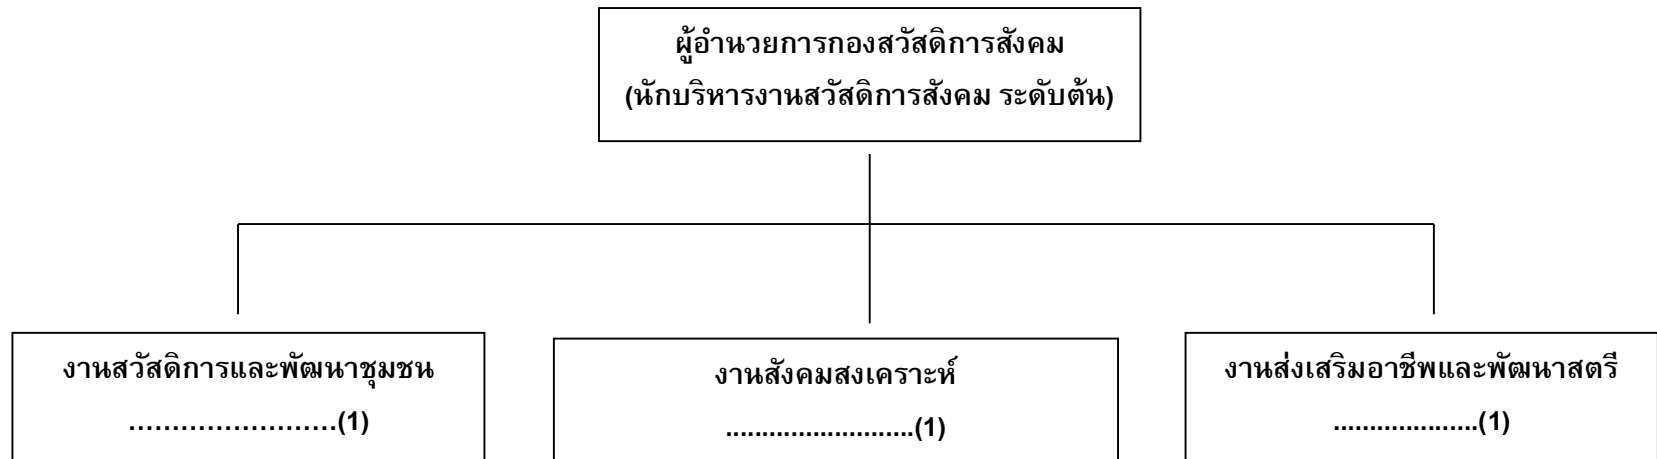 ผู้อำนวยการกองสวัสดิการสังคม
(นักบริหารงานสวัสดิการสังคม ระดับต้น)
งานสวัสดิการและพัฒนาชุมชน
........................(1)
งานสังคมสงเคราะห์
..........................(1)
งานส่งเสริมอาชีพและพัฒนาสตรี
....................(1)